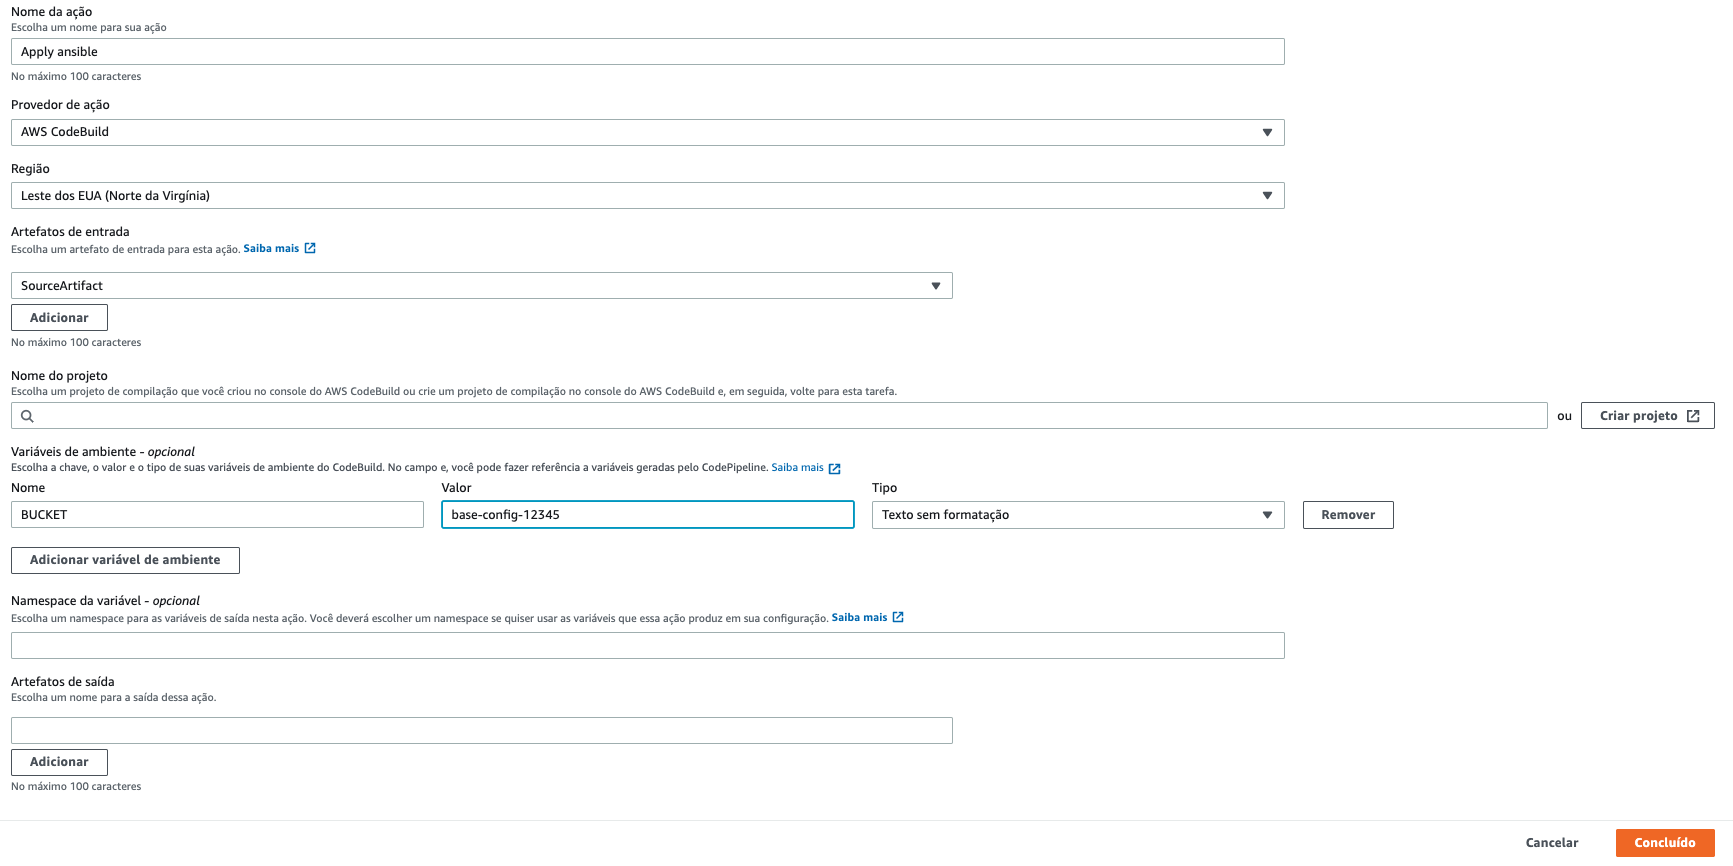 Nome da ação
Escolha um nome para sua ação
Apply ansible
No máximo 100 caracteres
Provedor de ação
AWS CodeBuild
Região
Leste dos EUA (Norte da Virgínia)
Artefatos de entrada
Escolha um artefato de entrada para esta ação. Saiba mais
SourceArtifact
Adicionar
No máximo 100 caracteres
Nome do projeto
Escolha um projeto de compilação que você criou no console do AWS CodeBuild ou crie um projeto de compilação no console do AWS CodeBuild e, em seguida, volte para esta tarefa.
ou Criar projeto
Variáveis de ambiente - opcional
Escolha a chave, o valor e o tipo de suas variáveis de ambiente do CodeBuild. No campo e, você pode fazer referência a variáveis geradas pelo CodePipeline. Saiba mais
Nome Valor Tipo
BUCKET base-config-12345 Texto sem formatação Remover
Adicionar variável de ambiente
Namespace da variável - opcional
Escolha um namespace para as variáveis de saída nesta ação. Você deverá escolher um namespace se quiser usar as variáveis que essa ação produz em sua configuração. Saiba mais
Artefatos de saída
Escolha um nome para a saída dessa ação.
Adicionar
No máximo 100 caracteres
Cancelar Concluído